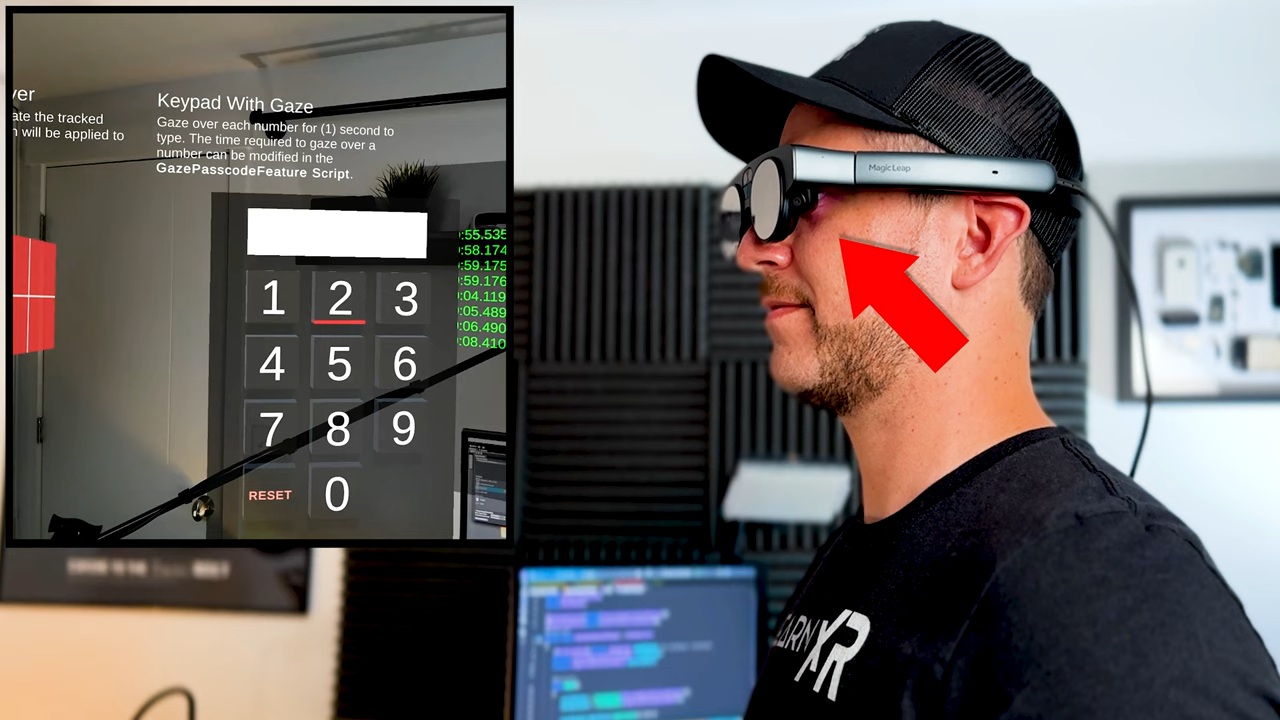 ver
ate the tracked
n will be applied to
Keypad With Gaze
Gaze over each number for (1) second to
type. The time required to gaze over a
number can be modified in the
GazePasscodeFeature Script.
:55.535
:58.174
:59.175
:59.176
:04.119
:05.489
:06.490
:08.410
1 2 3
4 5 6
7 8 9
RESET 0
Magic Leap
EARN XR